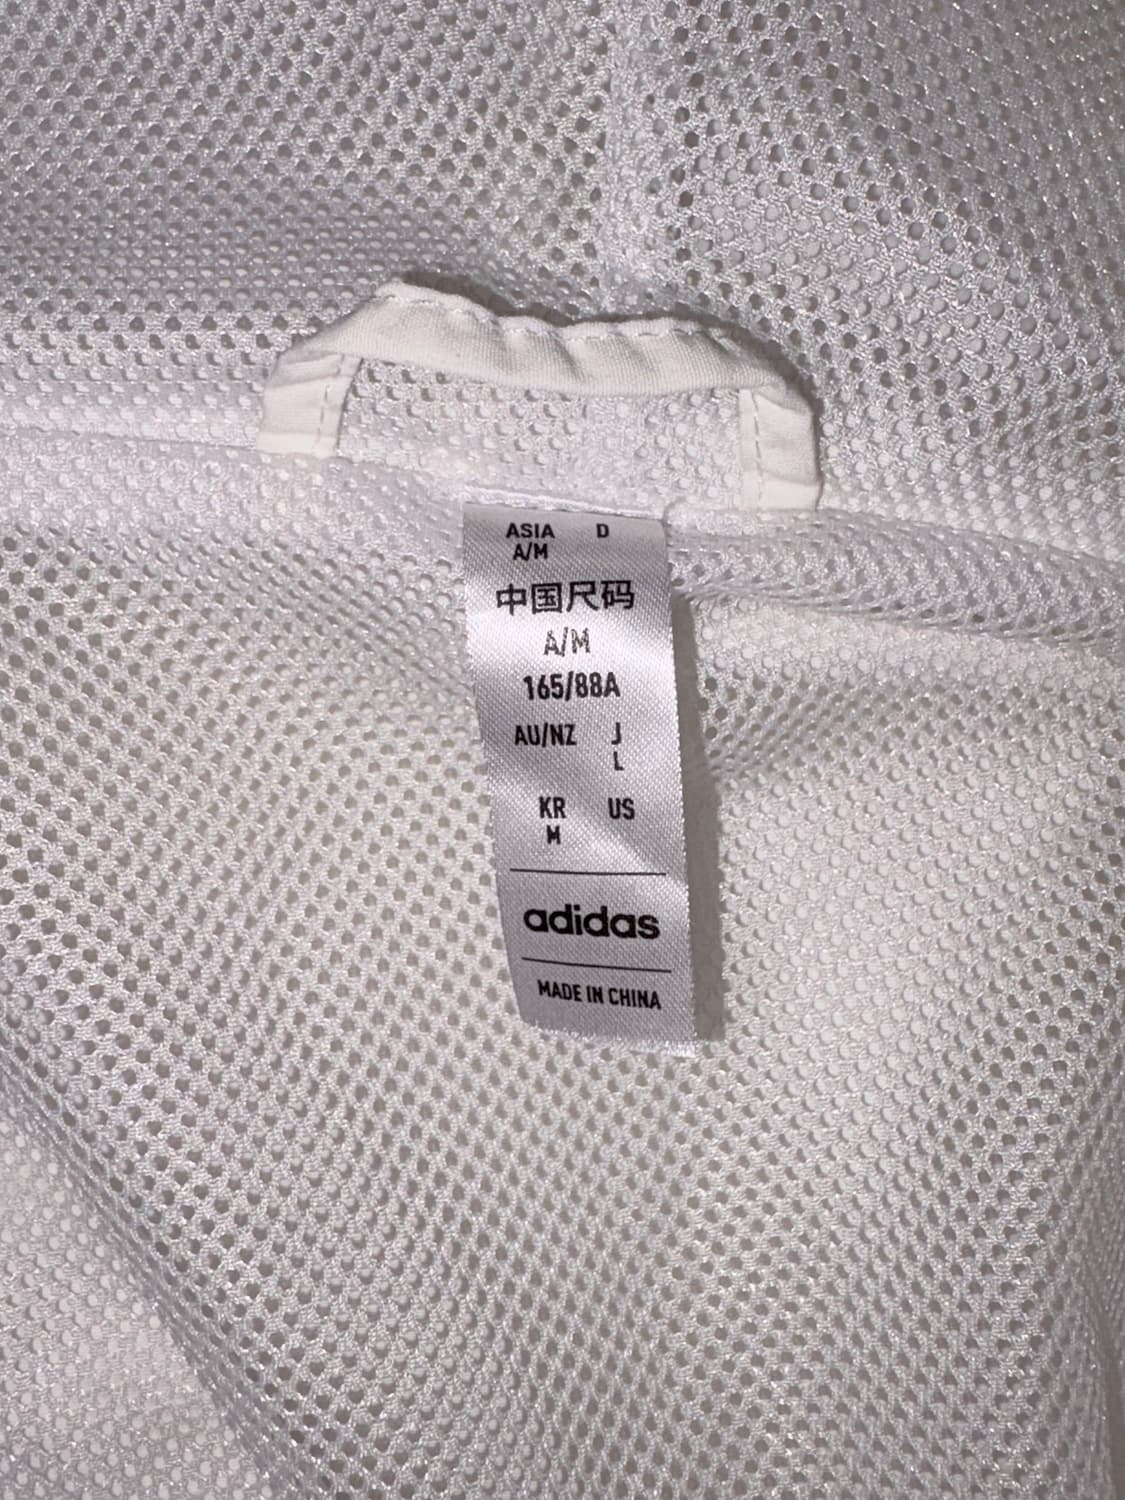 ASIA D
A/M
中国尺码
A/M
165/88A
AU/NZ J
L
KR US
M
adidas
MADE IN CHINA